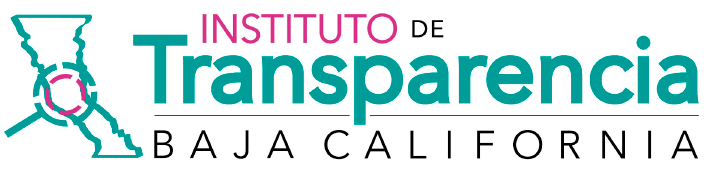 INSTITUTO DE
Transparencia
BAJA CALIFORNIA